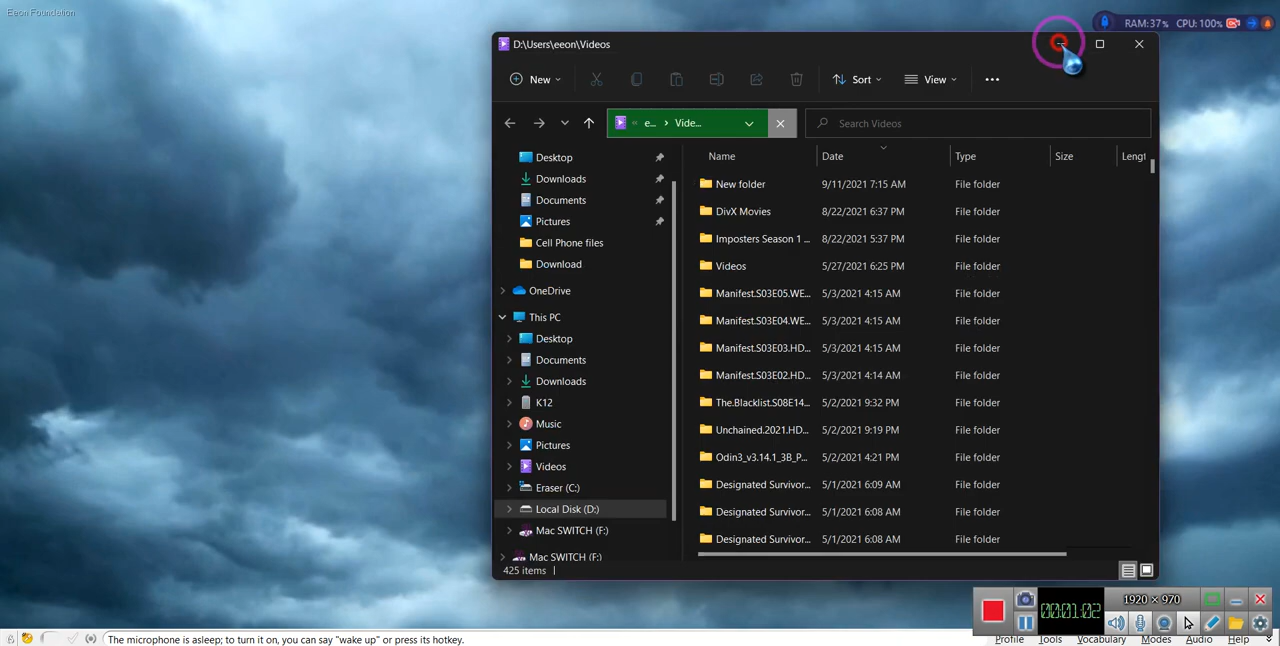 Eeon Foundation
RAM:37% CPU:100%
D:\Users\eeon\Videos
New
Sort
View
e... Vide...
Search Videos
Name Date Type Size Lengt
Desktop
Downloads
Documents
Pictures
Cell Phone files
Download
OneDrive
This PC
Desktop
Documents
Downloads
K12
Music
Pictures
Videos
Eraser (C:)
Local Disk (D:)
Mac SWITCH (F:)
Mac SWITCH (F:)
New folder 9/11/2021 7:15 AM File folder
DivX Movies 8/22/2021 6:37 PM File folder
Imposters Season 1 ... 8/22/2021 5:37 PM File folder
Videos 5/27/2021 6:25 PM File folder
Manifest.S03E05.WE... 5/3/2021 4:15 AM File folder
Manifest.S03E04.WE... 5/3/2021 4:15 AM File folder
Manifest.S03E03.HD... 5/3/2021 4:15 AM File folder
Manifest.S03E02.HD... 5/3/2021 4:14 AM File folder
The.Blacklist.S08E14... 5/2/2021 9:32 PM File folder
Unchained.2021.HD... 5/2/2021 9:19 PM File folder
Odin3_v3.14.1_3B_P... 5/2/2021 4:21 PM File folder
Designated Survivor... 5/1/2021 6:09 AM File folder
Designated Survivor... 5/1/2021 6:08 AM File folder
Designated Survivor... 5/1/2021 6:08 AM File folder
425 items
00:01:02
1920 × 970
The microphone is asleep; to turn it on, you can say "wake up" or press its hotkey.
Profile Tools Vocabulary Modes Audio Help